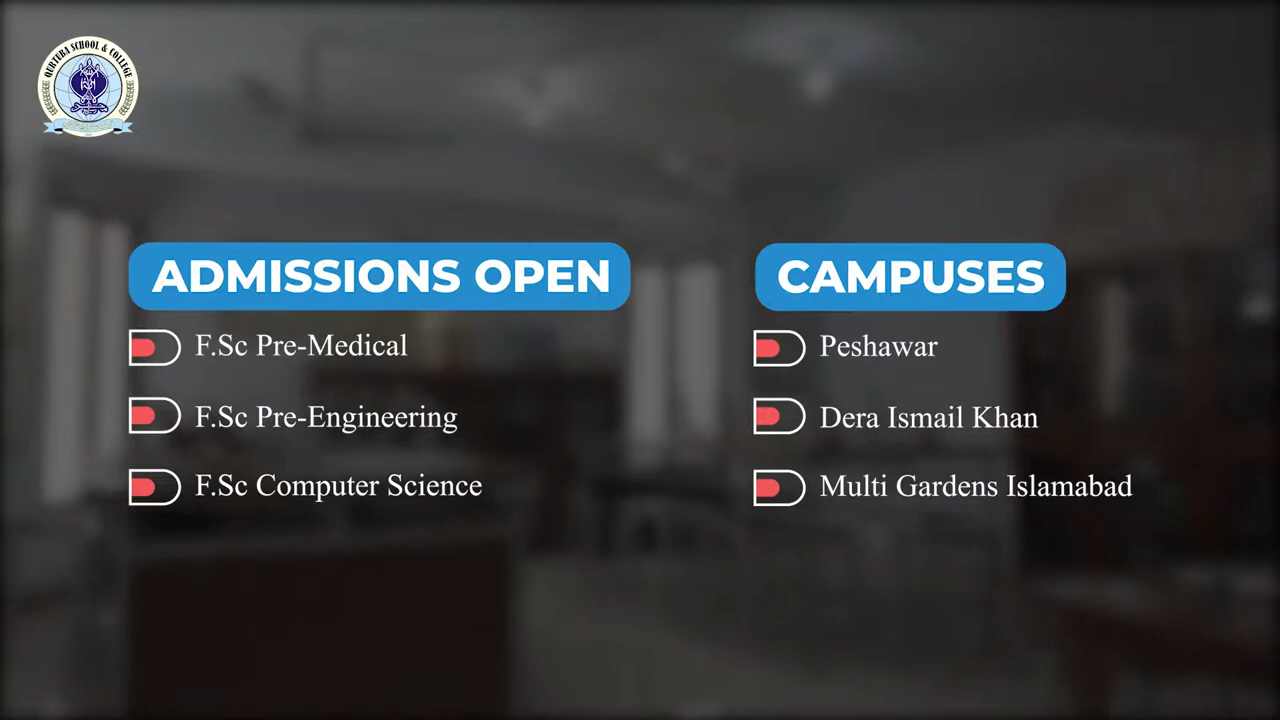 QURTUBA SCHOOL & COLLEGE
ADMISSIONS OPEN
F.Sc Pre-Medical
F.Sc Pre-Engineering
F.Sc Computer Science
CAMPUSES
Peshawar
Dera Ismail Khan
Multi Gardens Islamabad